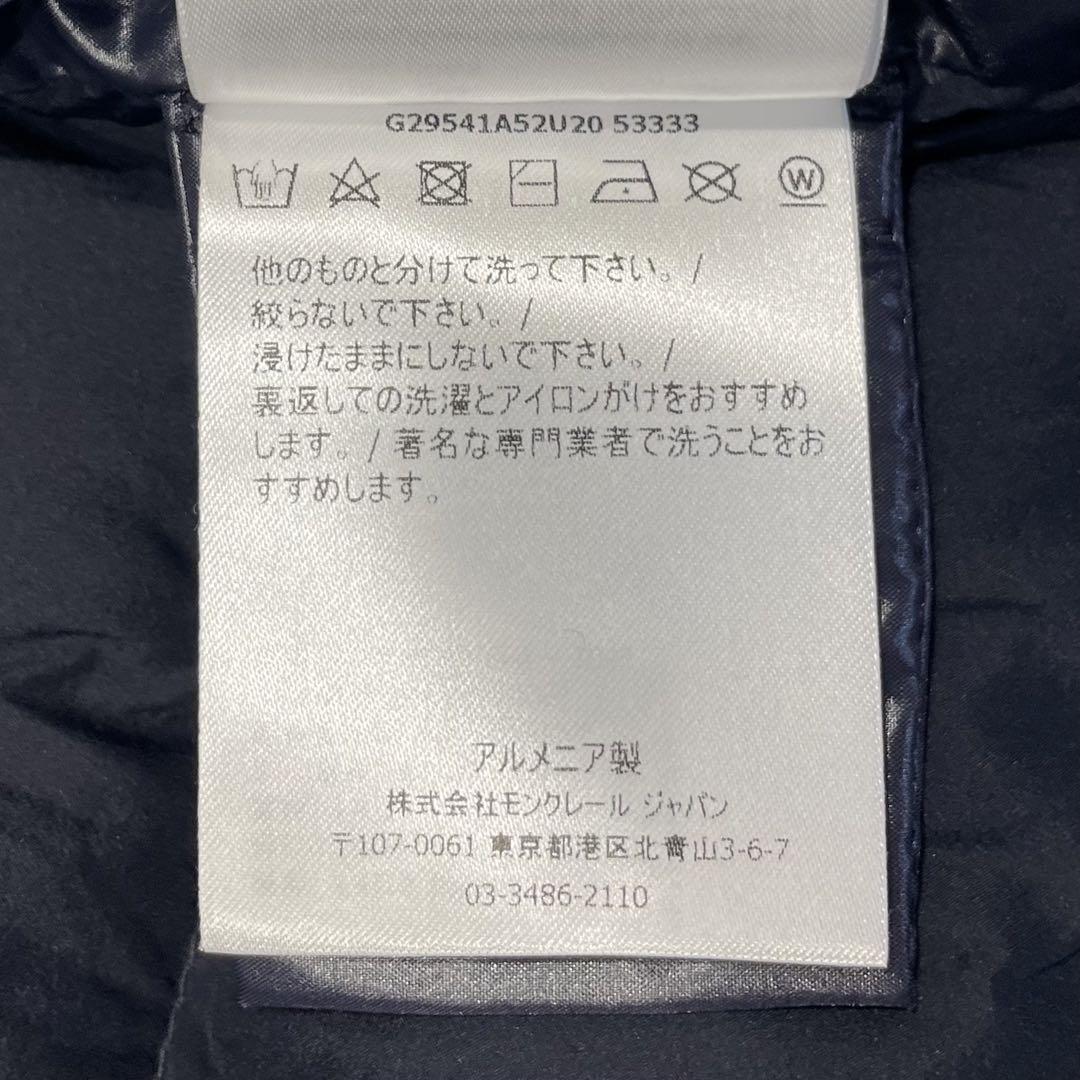 G29541A52U20 53333
W
他のものと分けて洗って下さい。/
絞らないで下さい。/
浸けたままにしないで下さい。/
裏返しての洗濯とアイロンがけをおすすめ
します。/ 著名な専門業者で洗うことをお
すすめします。
アルメニア製
株式会社モンクレール ジャパン
〒107-0061 東京都港区北青山3-6-7
03-3486-2110